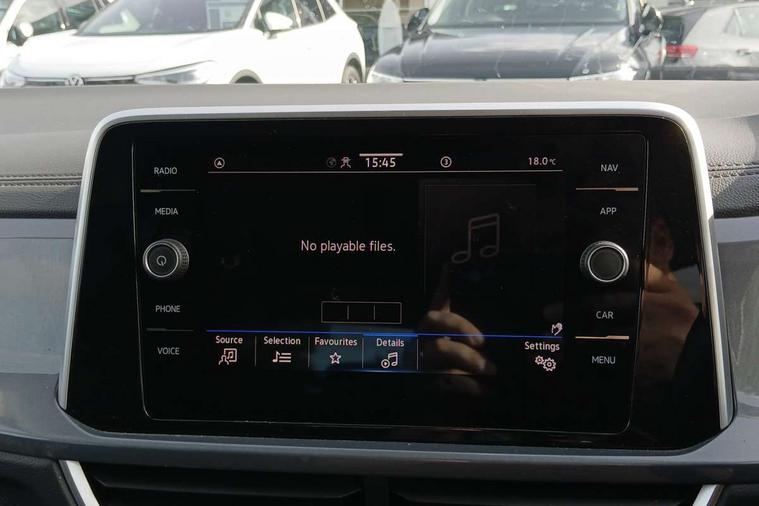 RADIO
MEDIA
PHONE
VOICE
15:45
3
18.0°C
No playable files.
Source
Selection
Favourites
Details
Settings
NAV
APP
CAR
MENU